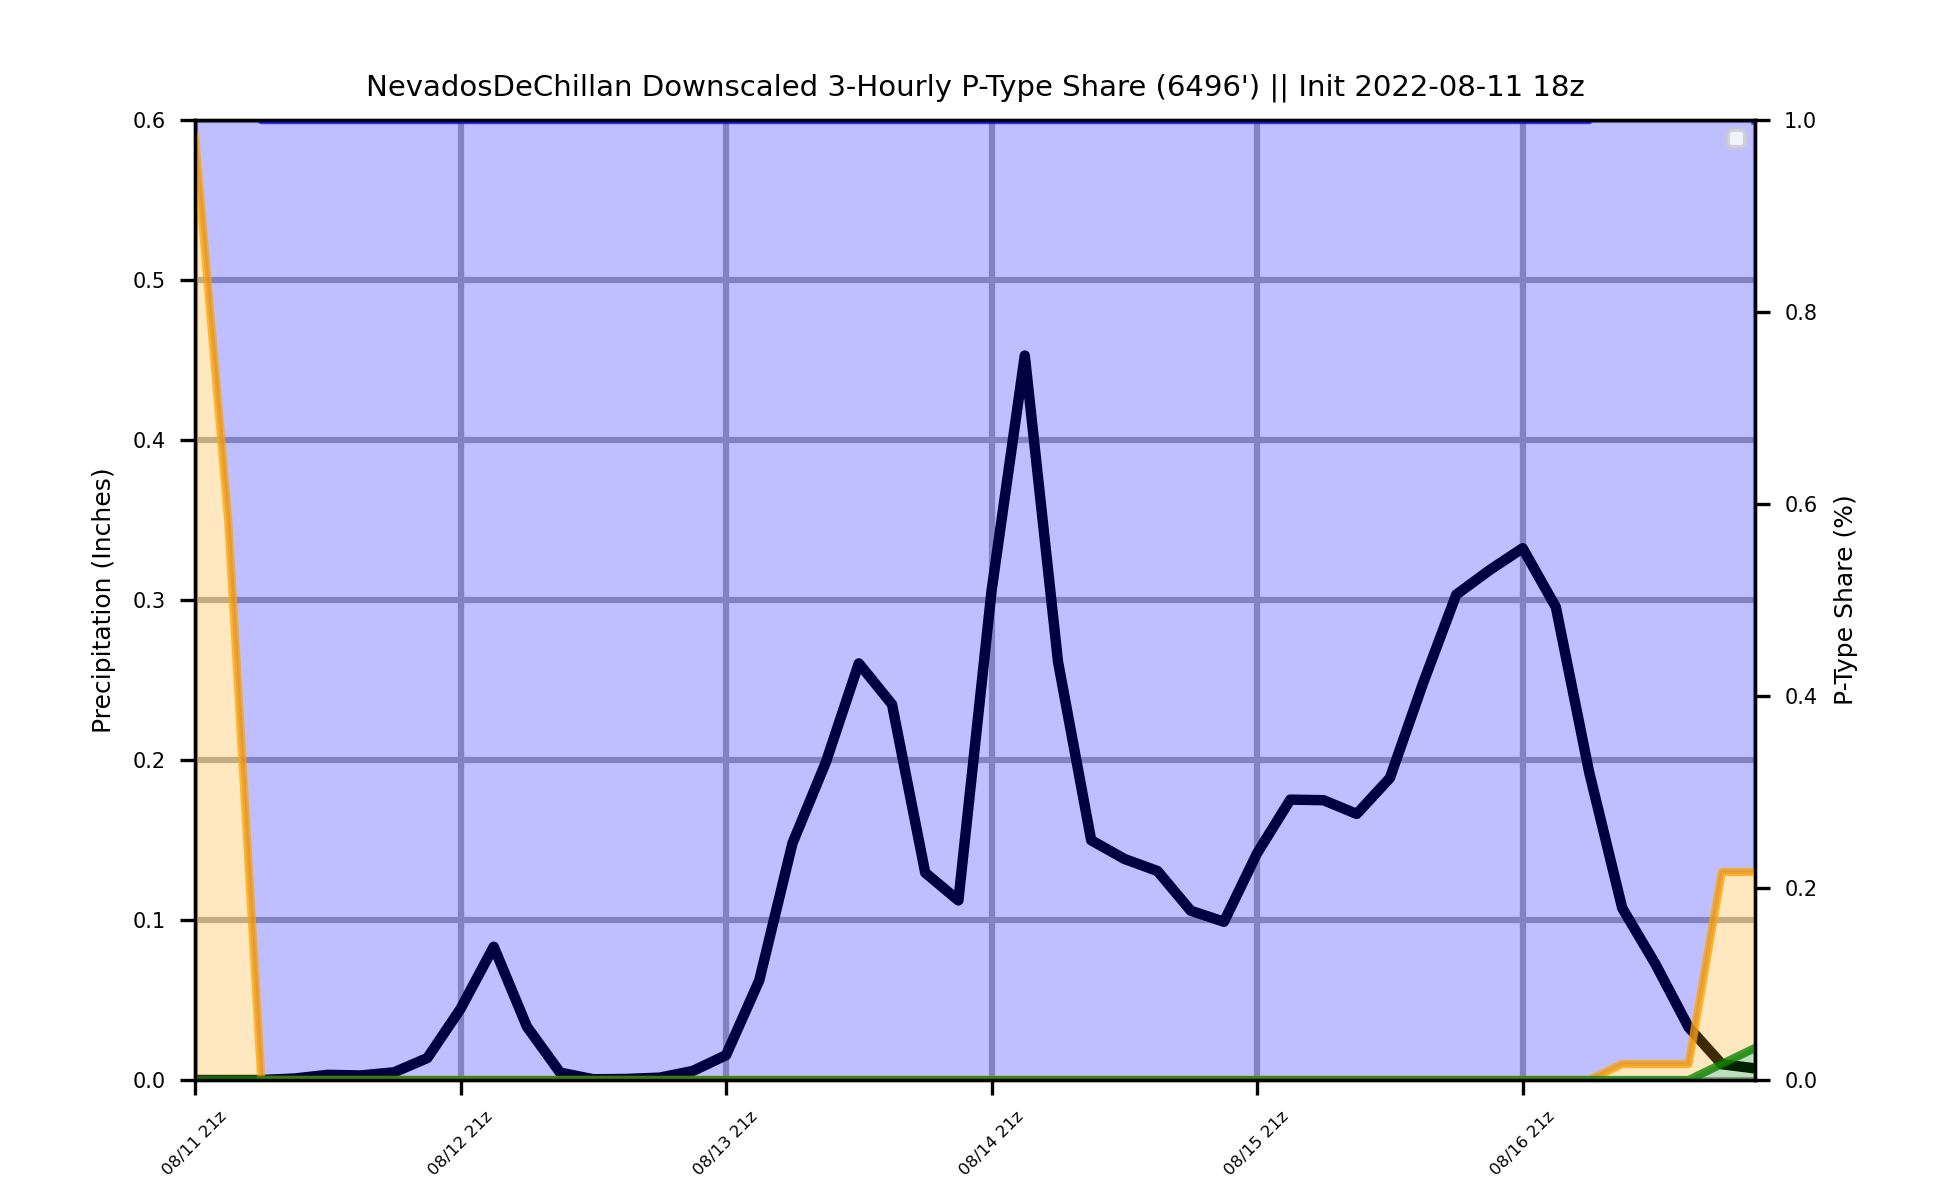 NevadosDeChillan Downscaled 3-Hourly P-Type Share (6496') || Init 2022-08-11 18z
Precipitation (Inches)
0.6
0.5
0.4
0.3
0.2
0.1
0.0
1.0
0.8
0.6
0.4
0.2
0.0
P-Type Share (%)
08/11 21z
08/12 21z
08/13 21z
08/14 21z
08/15 21z
08/16 21z